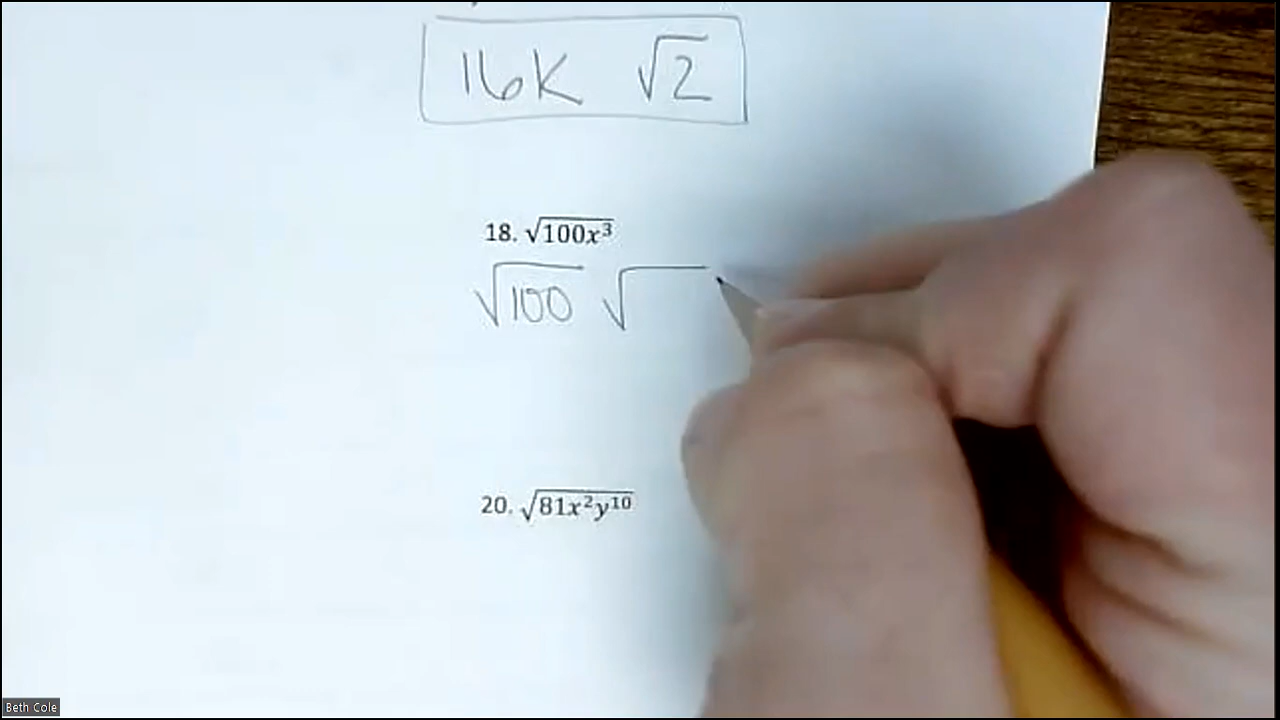 16K √2
18. √100x³
√100 √
20. √81x²y¹⁰
Beth Cole